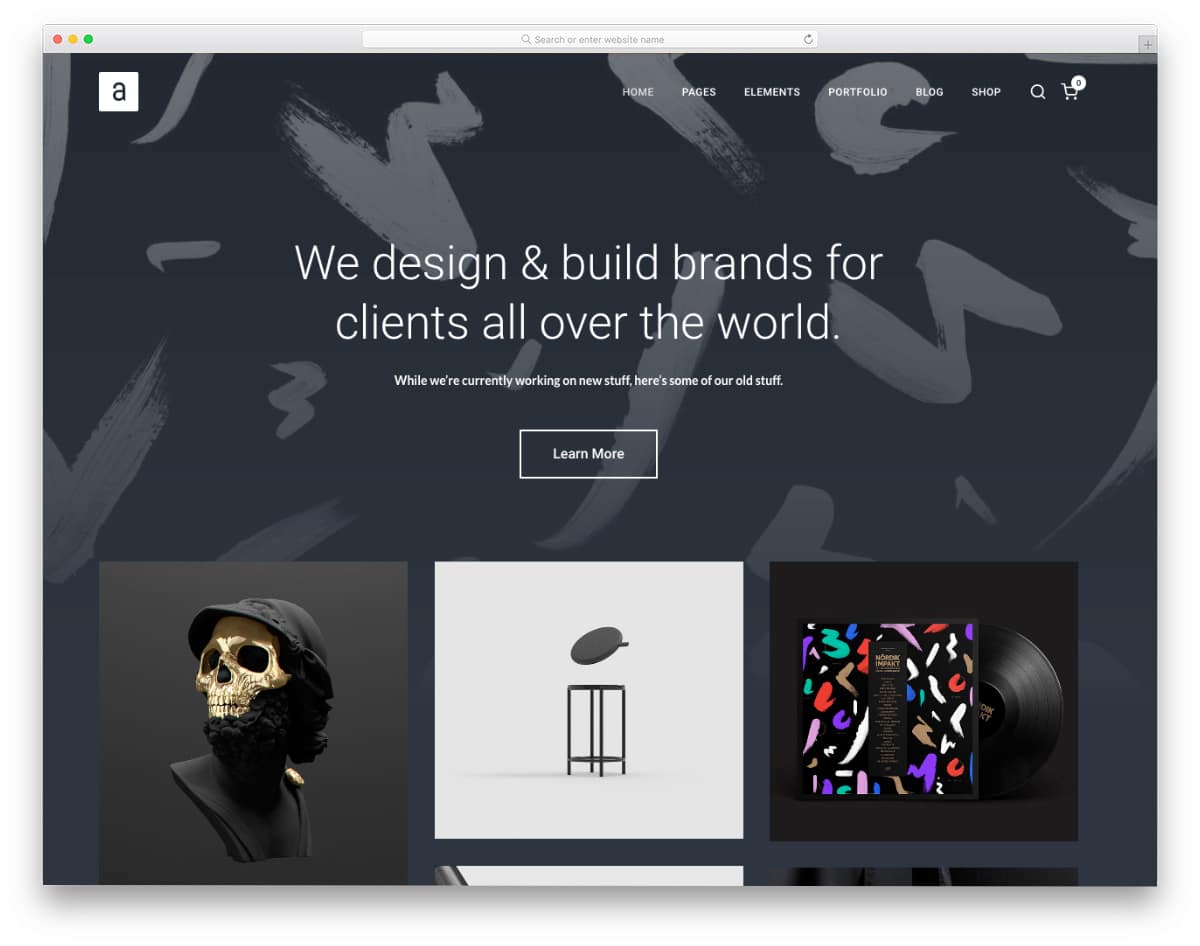 Search or enter website name
a
HOME PAGES ELEMENTS PORTFOLIO BLOG SHOP 0
We design & build brands for
clients all over the world.
While we're currently working on new stuff, here's some of our old stuff.
Learn More
NÖRDIK
IMPAKT